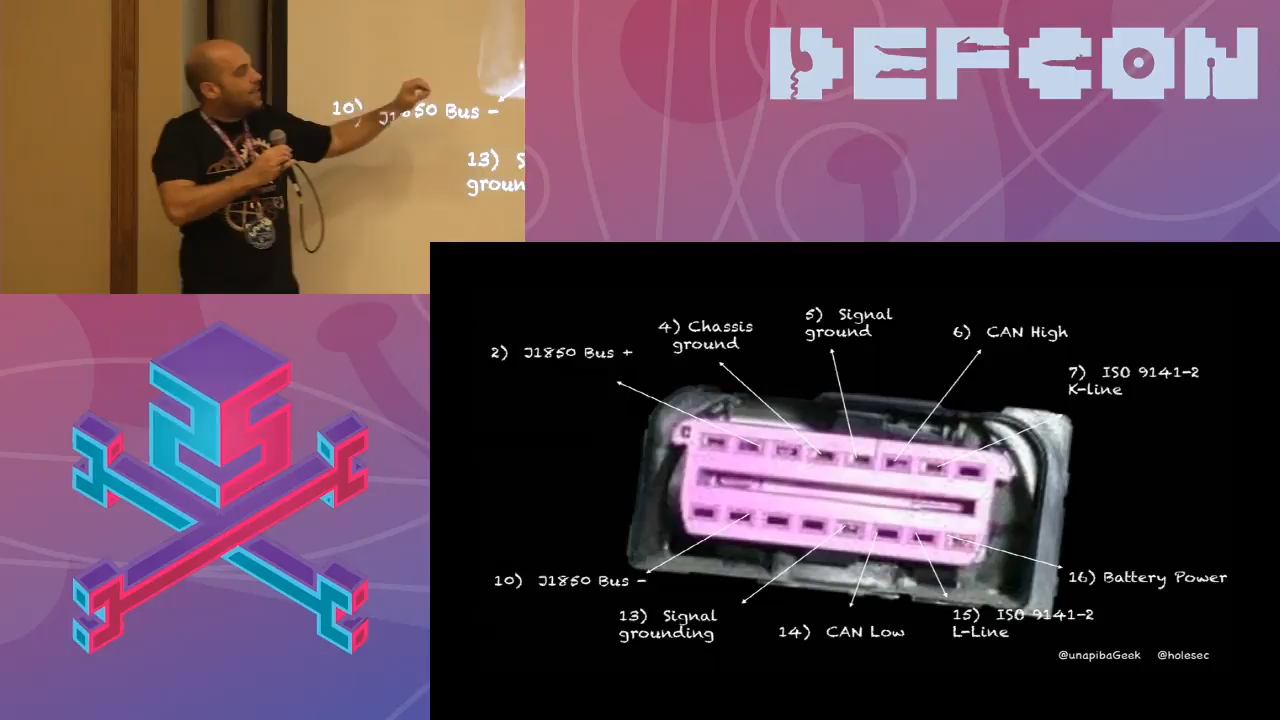 DEFCON
10) J1850 Bus -
13) S
groun
5) Signal
ground
4) Chassis
ground
6) CAN High
2) J1850 Bus +
7) ISO 9141-2
K-line
10) J1850 Bus -
16) Battery Power
13) Signal
grounding
14) CAN Low
15) ISO 9141-2
L-Line
@unapibaGeek @holesec